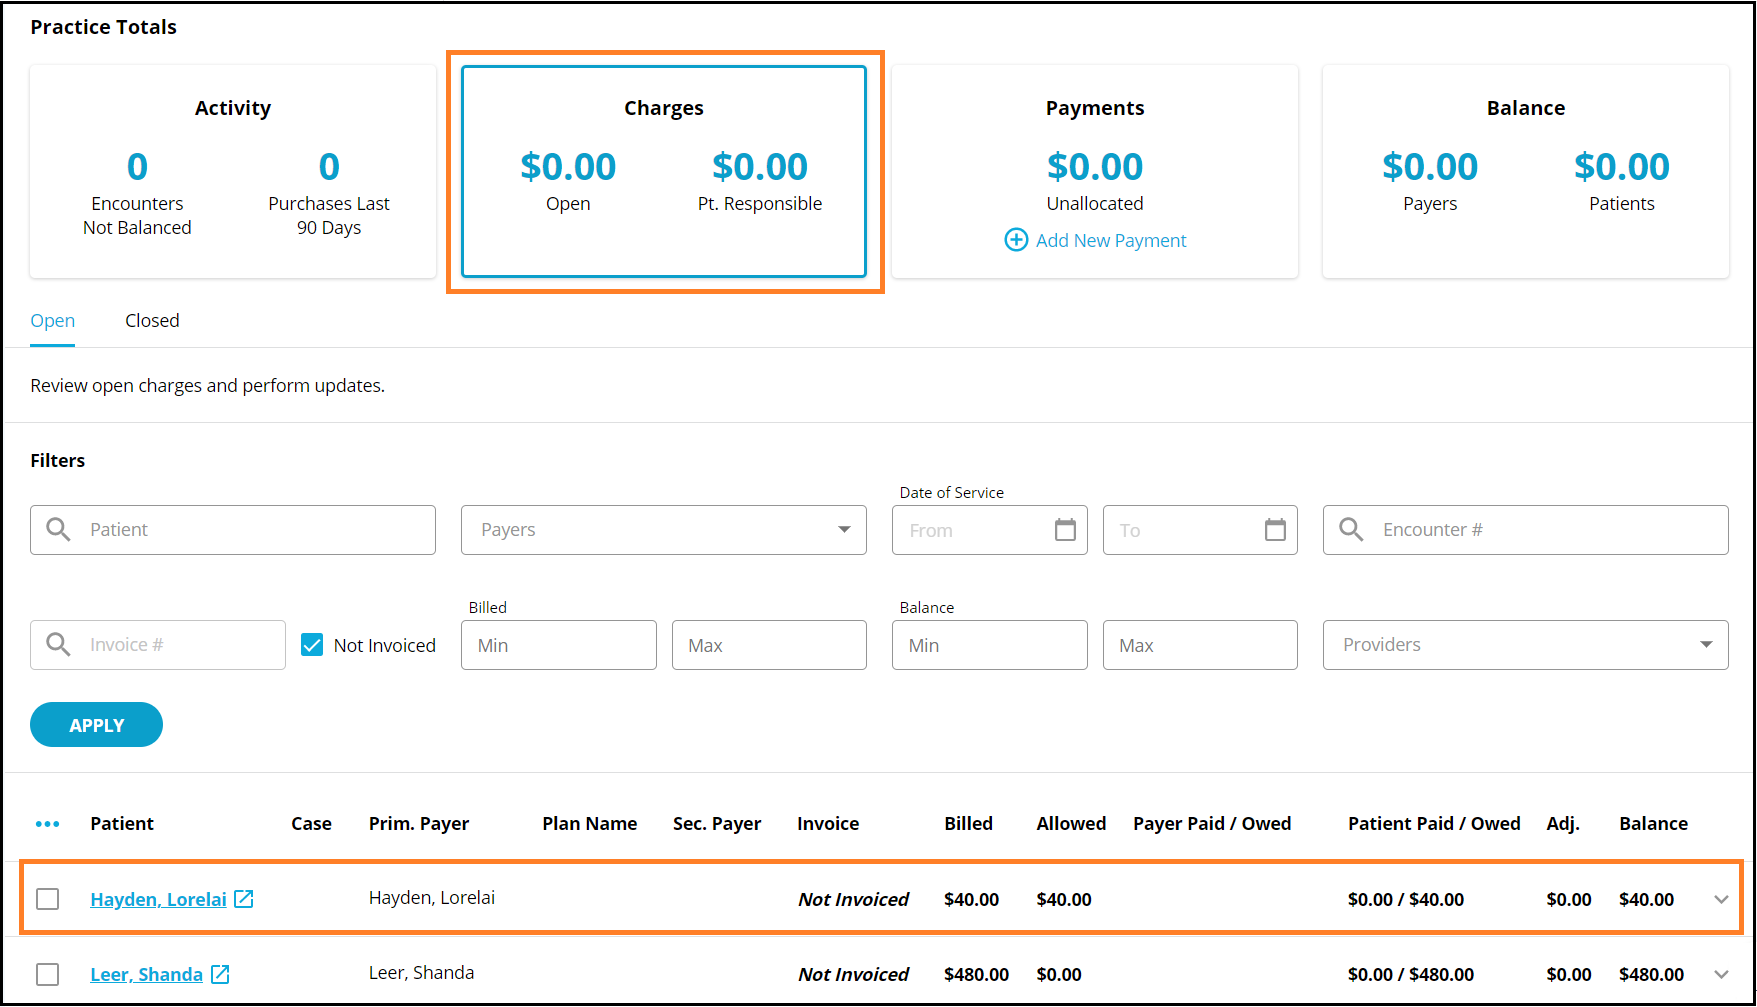 Practice Totals
Activity
0
Encounters
Not Balanced
0
Purchases Last
90 Days
Charges
$0.00
Open
$0.00
Pt. Responsible
Payments
$0.00
Unallocated
Add New Payment
Balance
$0.00
Payers
$0.00
Patients
Open Closed
Review open charges and perform updates.
Filters
Patient
Payers
Date of Service
From
To
Encounter #
Invoice #
Not Invoiced
Billed
Min
Max
Balance
Min
Max
Providers
APPLY
Patient Case Prim. Payer Plan Name Sec. Payer Invoice Billed Allowed Payer Paid / Owed Patient Paid / Owed Adj. Balance
Hayden, Lorelai Hayden, Lorelai Not Invoiced $40.00 $40.00 $0.00 / $40.00 $0.00 $40.00
Leer, Shanda Leer, Shanda Not Invoiced $480.00 $0.00 $0.00 / $480.00 $0.00 $480.00